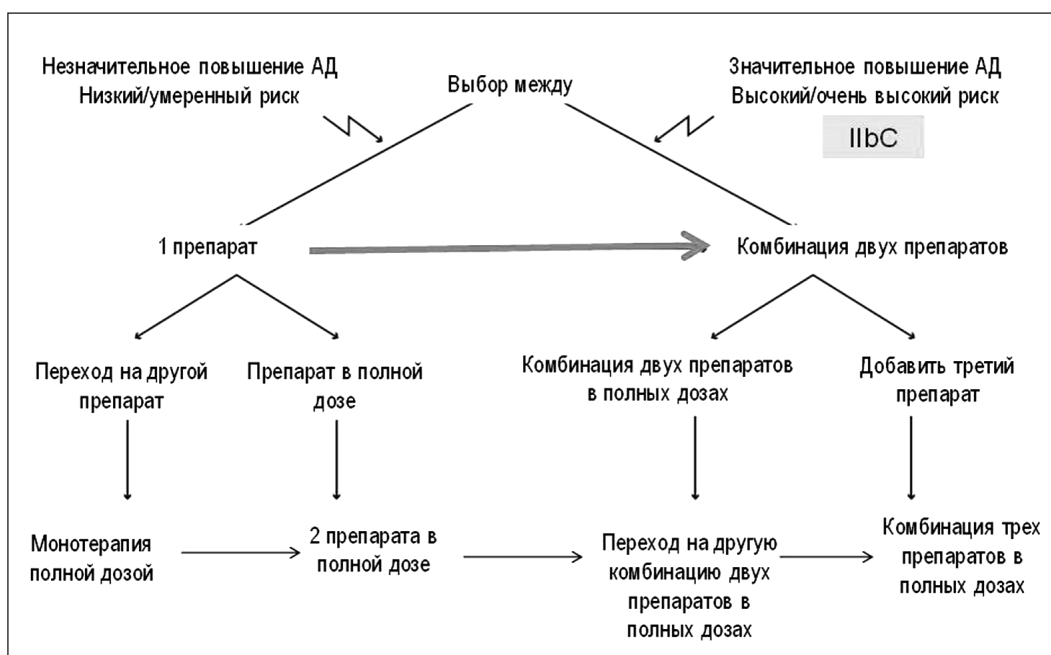 Незначительное повышение АД
Низкий/умеренный риск
Выбор между
Значительное повышение АД
Высокий/очень высокий риск
IIbC
1 препарат
Комбинация двух препаратов
Переход на другой
препарат
Препарат в полной
дозе
Комбинация двух препаратов
в полных дозах
Добавить третий
препарат
Монотерапия
полной дозой
2 препарата в
полной дозе
Переход на другую
комбинацию двух
препаратов в
полных дозах
Комбинация трех
препаратов в
полных дозах